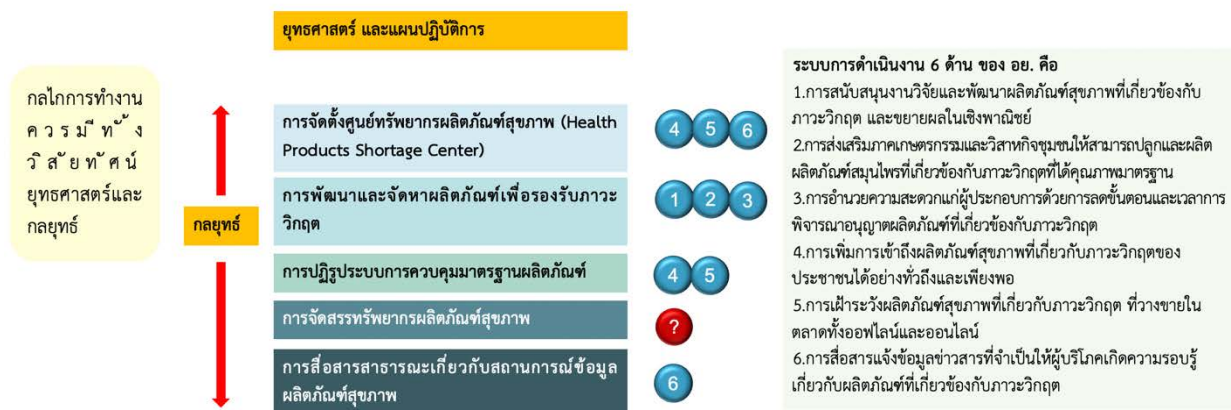 ยุทธศาสตร์ และแผนปฏิบัติการ
กลไกการทำงาน
ควรมีทั้ง
วิสัยทัศน์
ยุทธศาสตร์และ
กลยุทธ์
กลยุทธ์
การจัดตั้งศูนย์ทรัพยากรผลิตภัณฑ์สุขภาพ (Health
Products Shortage Center)
4 5 6
การพัฒนาและจัดหาผลิตภัณฑ์เพื่อรองรับภาวะ
วิกฤต
1 2 3
การปฏิรูประบบการควบคุมมาตรฐานผลิตภัณฑ์
4 5
การจัดสรรทรัพยากรผลิตภัณฑ์สุขภาพ
?
การสื่อสารสาธารณะเกี่ยวกับสถานการณ์ข้อมูล
ผลิตภัณฑ์สุขภาพ
6
ระบบการดำเนินงาน 6 ด้าน ของ อย. คือ
1.การสนับสนุนงานวิจัยและพัฒนาผลิตภัณฑ์สุขภาพที่เกี่ยวข้องกับ
ภาวะวิกฤต และขยายผลในเชิงพาณิชย์
2.การส่งเสริมภาคเกษตรกรรมและวิสาหกิจชุมชนให้สามารถปลูกและผลิต
ผลิตภัณฑ์สมุนไพรที่เกี่ยวข้องกับภาวะวิกฤตที่ได้คุณภาพมาตรฐาน
3.การอำนวยความสะดวกแก่ผู้ประกอบการด้วยการลดขั้นตอนและเวลาการ
พิจารณาอนุญาตผลิตภัณฑ์ที่เกี่ยวข้องกับภาวะวิกฤต
4.การเพิ่มการเข้าถึงผลิตภัณฑ์สุขภาพที่เกี่ยวกับภาวะวิกฤตของ
ประชาชนได้อย่างทั่วถึงและเพียงพอ
5.การเฝ้าระวังผลิตภัณฑ์สุขภาพที่เกี่ยวกับภาวะวิกฤต ที่วางขายใน
ตลาดทั้งออฟไลน์และออนไลน์
6.การสื่อสารแจ้งข้อมูลข่าวสารที่จำเป็นให้ผู้บริโภคเกิดความรอบรู้
เกี่ยวกับผลิตภัณฑ์ที่เกี่ยวข้องกับภาวะวิกฤต